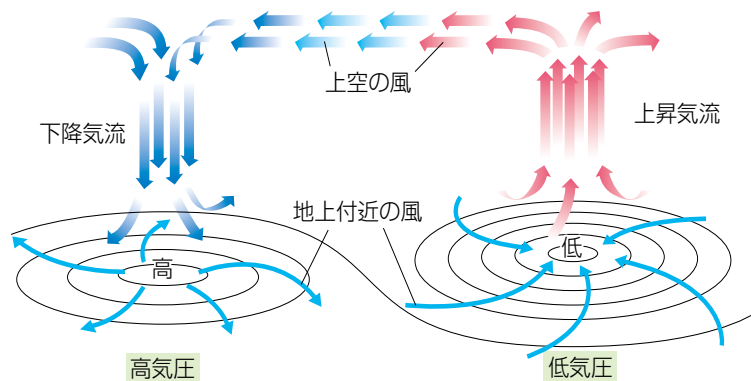 上空の風
下降気流
上昇気流
地上付近の風
高
低
高気圧
低気圧